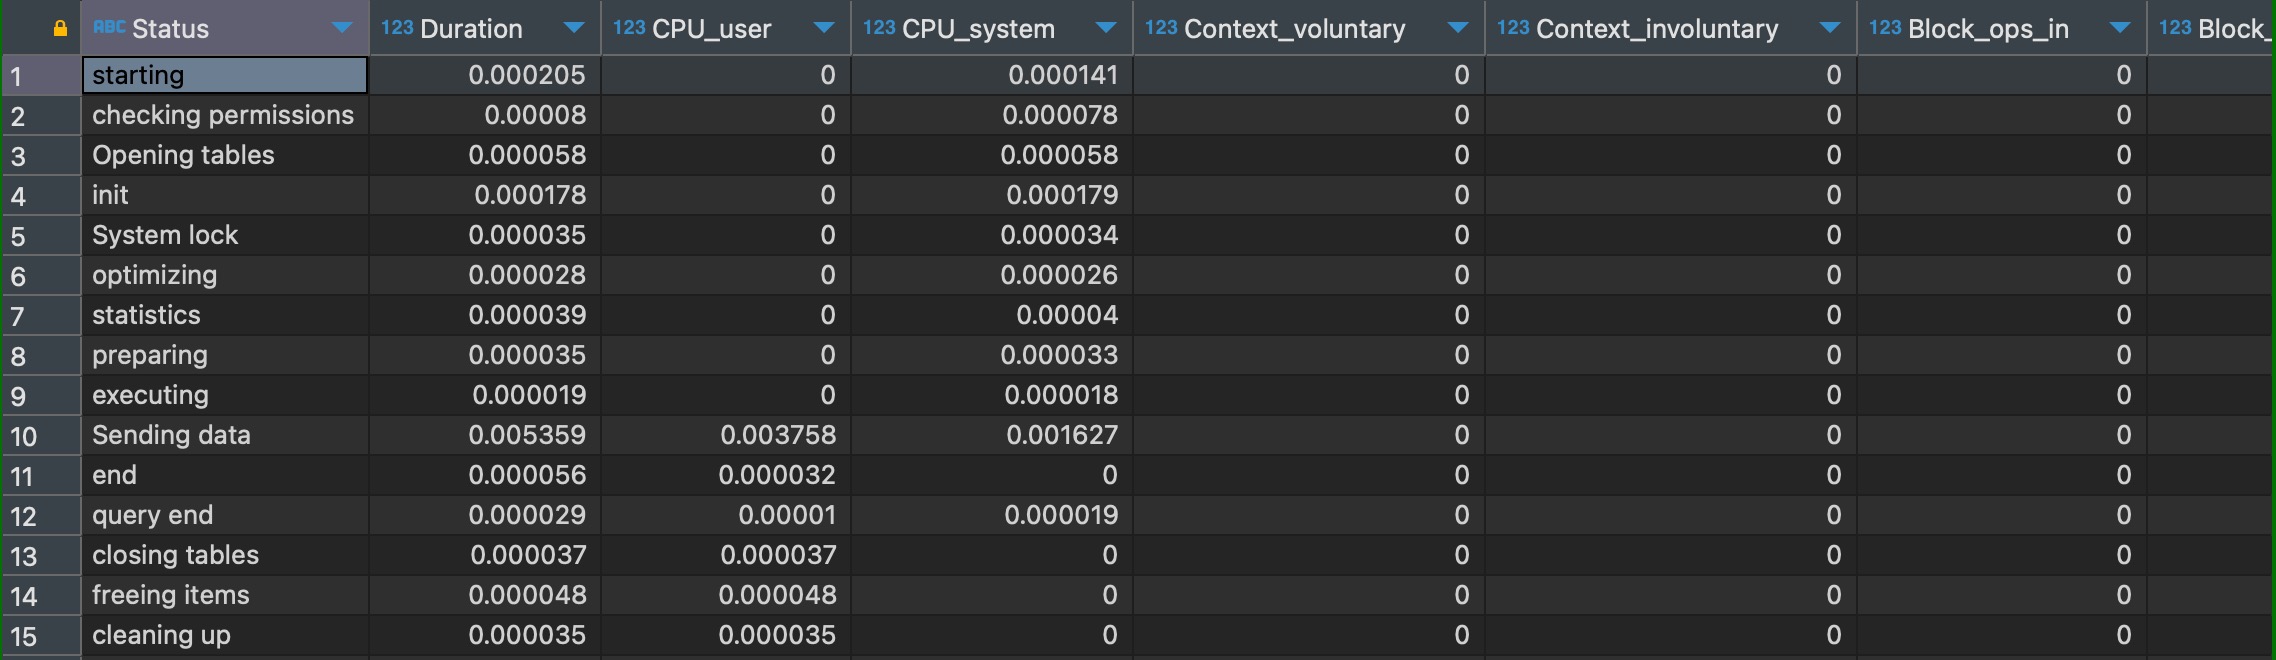 ABC Status 123 Duration 123 CPU_user 123 CPU_system 123 Context_voluntary 123 Context_involuntary 123 Block_ops_in 123 Block_
1 starting 0.000205 0 0.000141 0 0 0
2 checking permissions 0.00008 0 0.000078 0 0 0
3 Opening tables 0.000058 0 0.000058 0 0 0
4 init 0.000178 0 0.000179 0 0 0
5 System lock 0.000035 0 0.000034 0 0 0
6 optimizing 0.000028 0 0.000026 0 0 0
7 statistics 0.000039 0 0.00004 0 0 0
8 preparing 0.000035 0 0.000033 0 0 0
9 executing 0.000019 0 0.000018 0 0 0
10 Sending data 0.005359 0.003758 0.001627 0 0 0
11 end 0.000056 0.000032 0 0 0 0
12 query end 0.000029 0.00001 0.000019 0 0 0
13 closing tables 0.000037 0.000037 0 0 0 0
14 freeing items 0.000048 0.000048 0 0 0 0
15 cleaning up 0.000035 0.000035 0 0 0 0